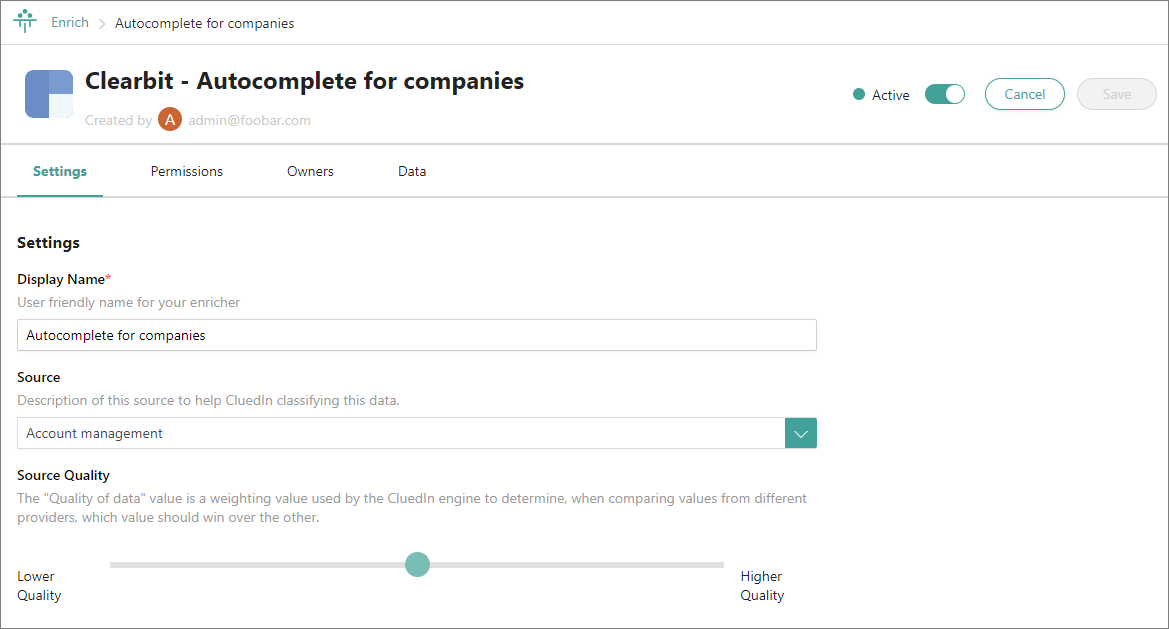 Enrich > Autocomplete for companies
Clearbit - Autocomplete for companies
Created by A admin@foobar.com
Active
Cancel
Save
Settings
Permissions
Owners
Data
Settings
Display Name*
User friendly name for your enricher
Autocomplete for companies
Source
Description of this source to help CluedIn classifying this data.
Account management
Source Quality
The "Quality of data" value is a weighting value used by the CluedIn engine to determine, when comparing values from different
providers, which value should win over the other.
Lower
Quality
Higher
Quality